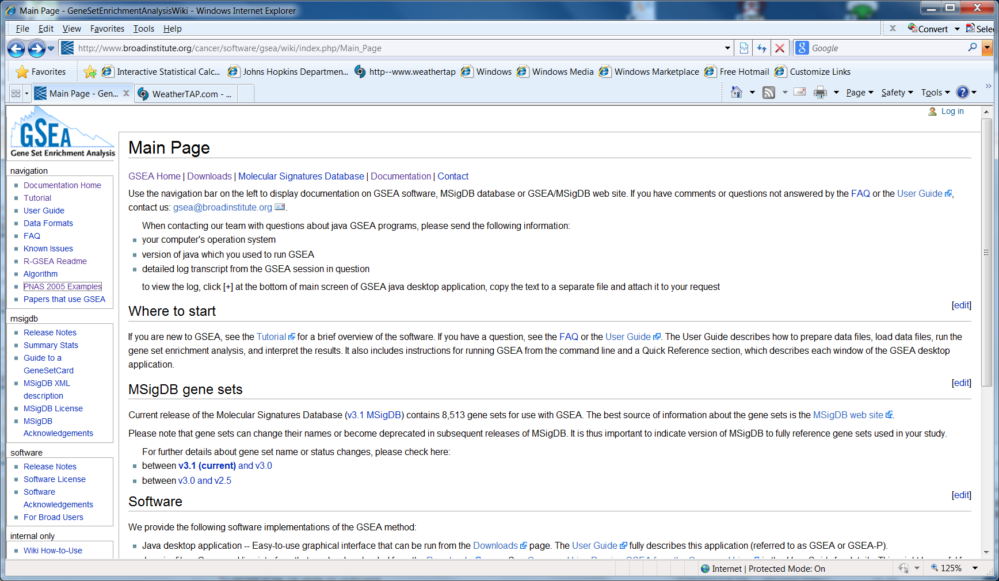 Main Page - GeneSetEnrichmentAnalysisWiki - Windows Internet Explorer
File Edit View Favorites Tools Help
x Convert Selec
http://www.broadinstitute.org/cancer/software/gsea/wiki/index.php/Main_Page
Google
Favorites Interactive Statistical Calc... Johns Hopkins Departmen... http--www.weathertap Windows Windows Media Windows Marketplace Free Hotmail Customize Links
Main Page - Gen... x WeatherTAP.com - ...
Page Safety Tools
GSEA
Gene Set Enrichment Analysis
Log in
navigation
Documentation Home
Tutorial
User Guide
Data Formats
FAQ
Known Issues
R-GSEA Readme
Algorithm
PNAS 2005 Examples
Papers that use GSEA
msigdb
Release Notes
Summary Stats
Guide to a
GeneSetCard
MSigDB XML
description
MSigDB License
MSigDB
Acknowledgements
software
Release Notes
Software License
Software
Acknowledgements
For Broad Users
internal only
Wiki How-to-Use
Main Page
GSEA Home | Downloads | Molecular Signatures Database | Documentation | Contact
Use the navigation bar on the left to display documentation on GSEA software, MSigDB database or GSEA/MSigDB web site. If you have comments or questions not answered by the FAQ or the User Guide,
contact us: gsea@broadinstitute.org.
When contacting our team with questions about java GSEA programs, please send the following information:
your computer's operation system
version of java which you used to run GSEA
detailed log transcript from the GSEA session in question
to view the log, click [+] at the bottom of main screen of GSEA java desktop application, copy the text to a separate file and attach it to your request
Where to start [edit]
If you are new to GSEA, see the Tutorial for a brief overview of the software. If you have a question, see the FAQ or the User Guide. The User Guide describes how to prepare data files, load data files, run the
gene set enrichment analysis, and interpret the results. It also includes instructions for running GSEA from the command line and a Quick Reference section, which describes each window of the GSEA desktop
application.
MSigDB gene sets [edit]
Current release of the Molecular Signatures Database (v3.1 MSigDB) contains 8,513 gene sets for use with GSEA. The best source of information about the gene sets is the MSigDB web site.
Please note that gene sets can change their names or become deprecated in subsequent releases of MSigDB. It is thus important to indicate version of MSigDB to fully reference gene sets used in your study.
For further details about gene set name or status changes, please check here:
between v3.1 (current) and v3.0
between v3.0 and v2.5
Software [edit]
We provide the following software implementations of the GSEA method:
Java desktop application -- Easy-to-use graphical interface that can be run from the Downloads page. The User Guide fully describes this application (referred to as GSEA or GSEA-P).
Internet | Protected Mode: On
125%